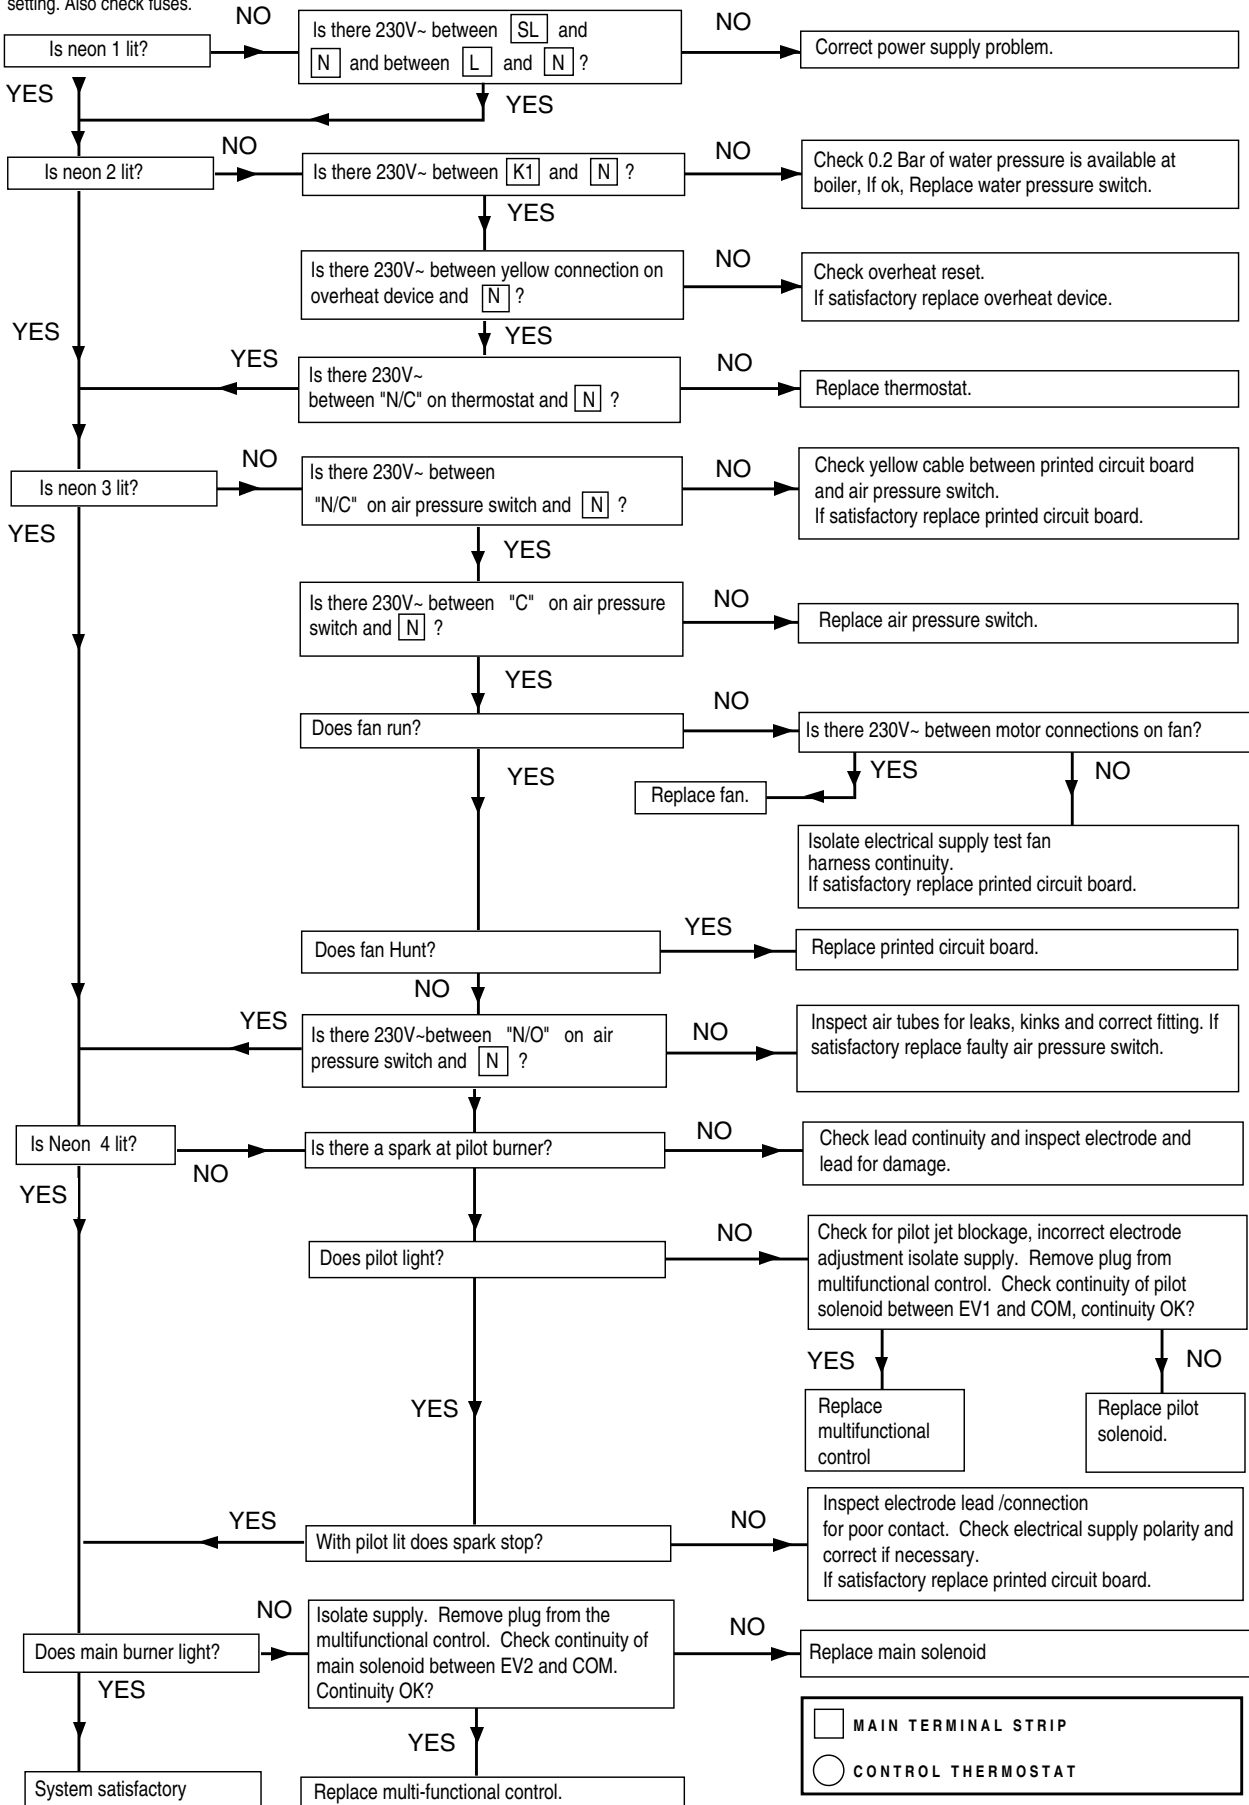 setting. Also check fuses.
Is neon 1 lit?
NO
Is there 230V~ between SL and
N and between L and N ?
NO
Correct power supply problem.
YES
YES
Is neon 2 lit?
NO
Is there 230V~ between K1 and N ?
NO
Check 0.2 Bar of water pressure is available at
boiler, If ok, Replace water pressure switch.
YES
Is there 230V~ between yellow connection on
overheat device and N ?
NO
Check overheat reset.
If satisfactory replace overheat device.
YES
YES
YES
Is there 230V~
between "N/C" on thermostat and N ?
NO
Replace thermostat.
Is neon 3 lit?
NO
Is there 230V~ between
"N/C" on air pressure switch and N ?
NO
Check yellow cable between printed circuit board
and air pressure switch.
If satisfactory replace printed circuit board.
YES
YES
Is there 230V~ between "C" on air pressure
switch and N ?
NO
Replace air pressure switch.
YES
Does fan run?
NO
Is there 230V~ between motor connections on fan?
YES
YES
NO
Replace fan.
Isolate electrical supply test fan
harness continuity.
If satisfactory replace printed circuit board.
Does fan Hunt?
YES
Replace printed circuit board.
NO
YES
Is there 230V~between "N/O" on air
pressure switch and N ?
NO
Inspect air tubes for leaks, kinks and correct fitting. If
satisfactory replace faulty air pressure switch.
Is Neon 4 lit?
NO
Is there a spark at pilot burner?
NO
Check lead continuity and inspect electrode and
lead for damage.
YES
Does pilot light?
NO
Check for pilot jet blockage, incorrect electrode
adjustment isolate supply. Remove plug from
multifunctional control. Check continuity of pilot
solenoid between EV1 and COM, continuity OK?
YES
NO
Replace
multifunctional
control
Replace pilot
solenoid.
YES
YES
With pilot lit does spark stop?
NO
Inspect electrode lead /connection
for poor contact. Check electrical supply polarity and
correct if necessary.
If satisfactory replace printed circuit board.
Does main burner light?
NO
Isolate supply. Remove plug from the
multifunctional control. Check continuity of
main solenoid between EV2 and COM.
Continuity OK?
NO
Replace main solenoid
YES
YES
MAIN TERMINAL STRIP
CONTROL THERMOSTAT
System satisfactory
Replace multi-functional control.